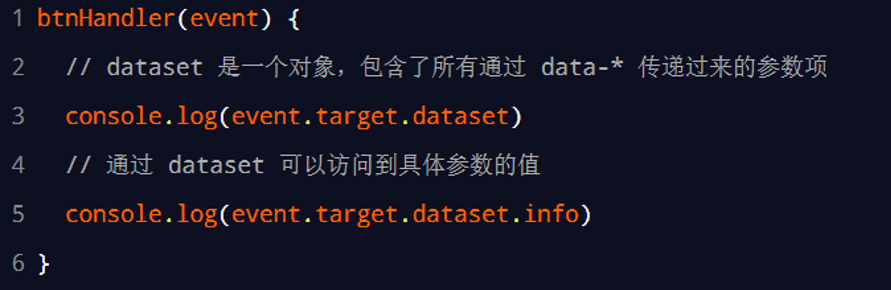 1 btnHandler(event) {
2 // dataset 是一个对象，包含了所有通过 data-* 传递过来的参数项
3 console.log(event.target.dataset)
4 // 通过 dataset 可以访问到具体参数的值
5 console.log(event.target.dataset.info)
6 }